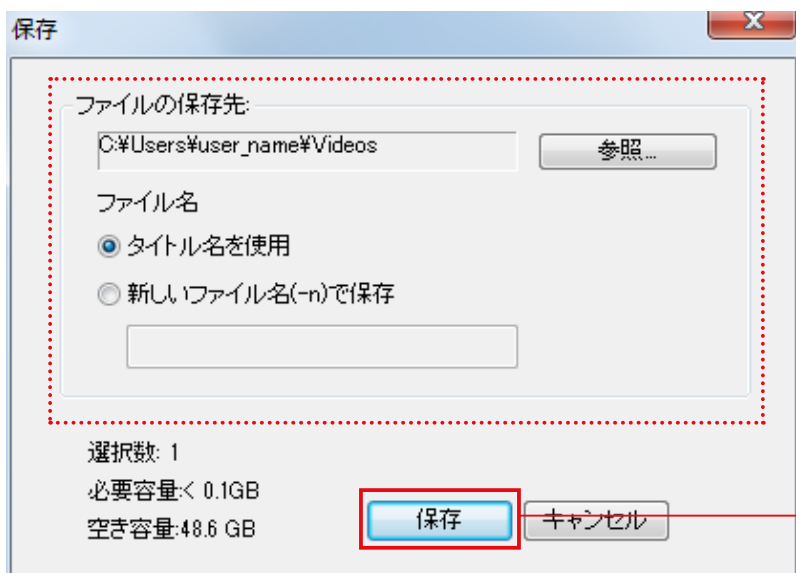 保存
ファイルの保存先:
C:¥Users¥user_name¥Videos
参照...
ファイル名
タイトル名を使用
新しいファイル名(-n)で保存
選択数: 1
必要容量:< 0.1GB
空き容量:48.6 GB
保存
キャンセル